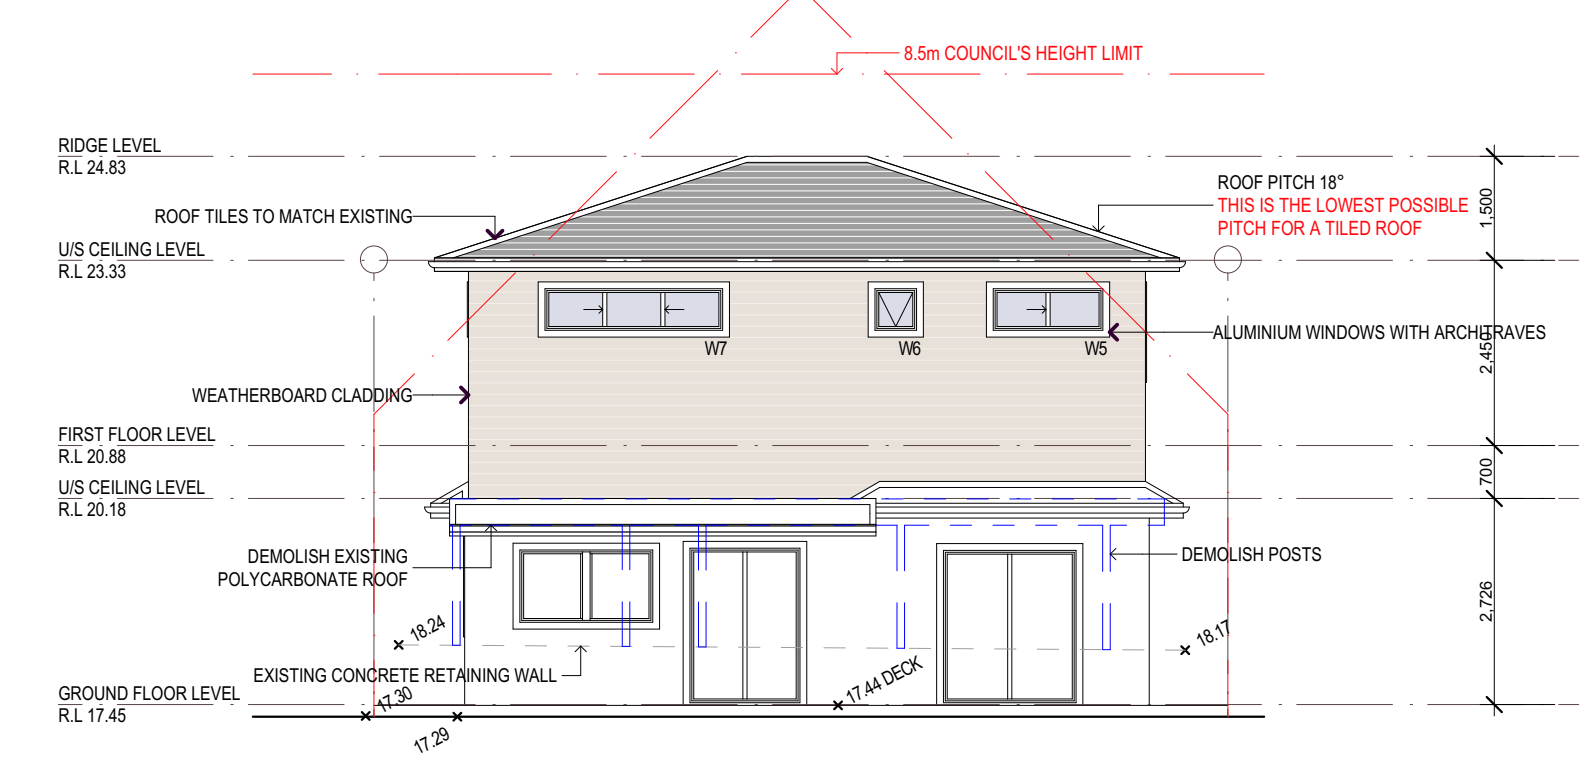 8.5m COUNCIL'S HEIGHT LIMIT
RIDGE LEVEL
R.L 24.83
ROOF PITCH 18°
THIS IS THE LOWEST POSSIBLE
PITCH FOR A TILED ROOF
1,500
ROOF TILES TO MATCH EXISTING
U/S CEILING LEVEL
R.L 23.33
ALUMINIUM WINDOWS WITH ARCHITRAVES
W7
W6
W5
2,450
WEATHERBOARD CLADDING
FIRST FLOOR LEVEL
R.L 20.88
700
U/S CEILING LEVEL
R.L 20.18
DEMOLISH EXISTING
POLYCARBONATE ROOF
DEMOLISH POSTS
2,726
18.24
18.17
EXISTING CONCRETE RETAINING WALL
17.44 DECK
GROUND FLOOR LEVEL
R.L 17.45
17.30
17.29